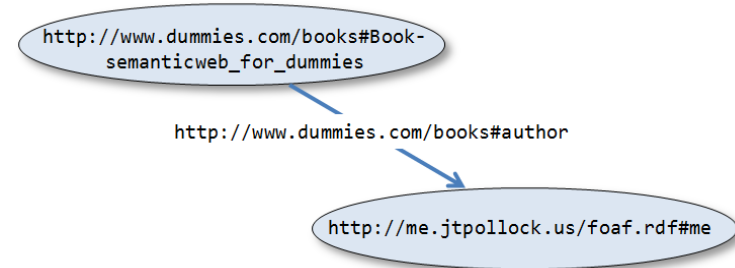 http://www.dummies.com/books#Book-
semanticweb_for_dummies
http://www.dummies.com/books#author
http://me.jtpollock.us/foaf.rdf#me